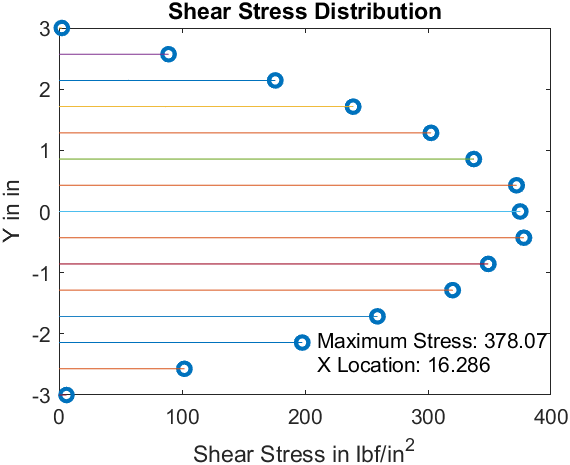 Shear Stress Distribution
3
2
1
0
-1
-2
-3
Y in in
Maximum Stress: 378.07
X Location: 16.286
0 100 200 300 400
Shear Stress in lbf/in²